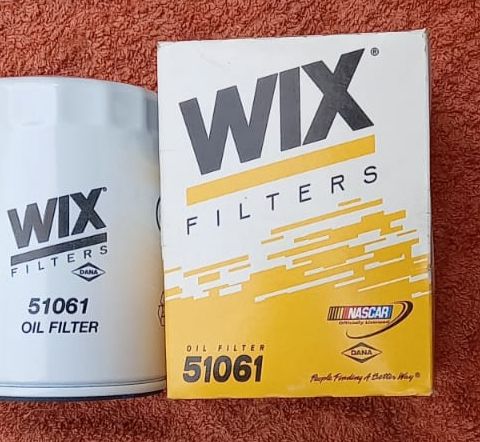 WIX®
FILTERS
DANA
51061
OIL FILTER
WIX®
FILTERS
NASCAR
Officially Licensed
DANA
OIL FILTER
51061
People Finding A Better Way®